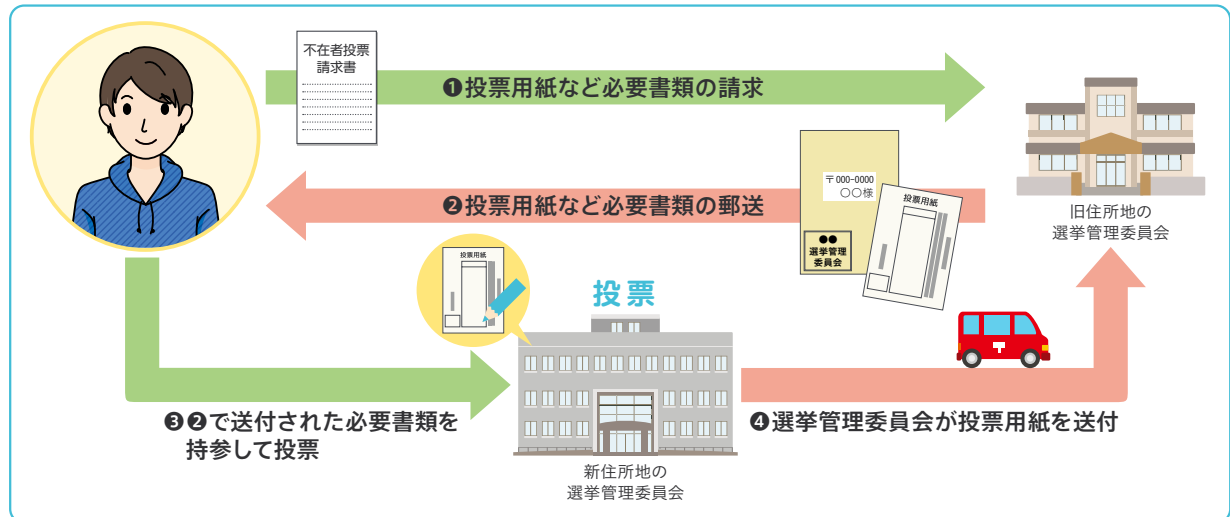 不在者投票
請求書
❶投票用紙など必要書類の請求
❷投票用紙など必要書類の郵送
〒000-0000
○○様
●●
選挙管理
委員会
投票用紙
旧住所地の
選挙管理委員会
投票用紙
投票
❸❷で送付された必要書類を
持参して投票
新住所地の
選挙管理委員会
〒
❹選挙管理委員会が投票用紙を送付